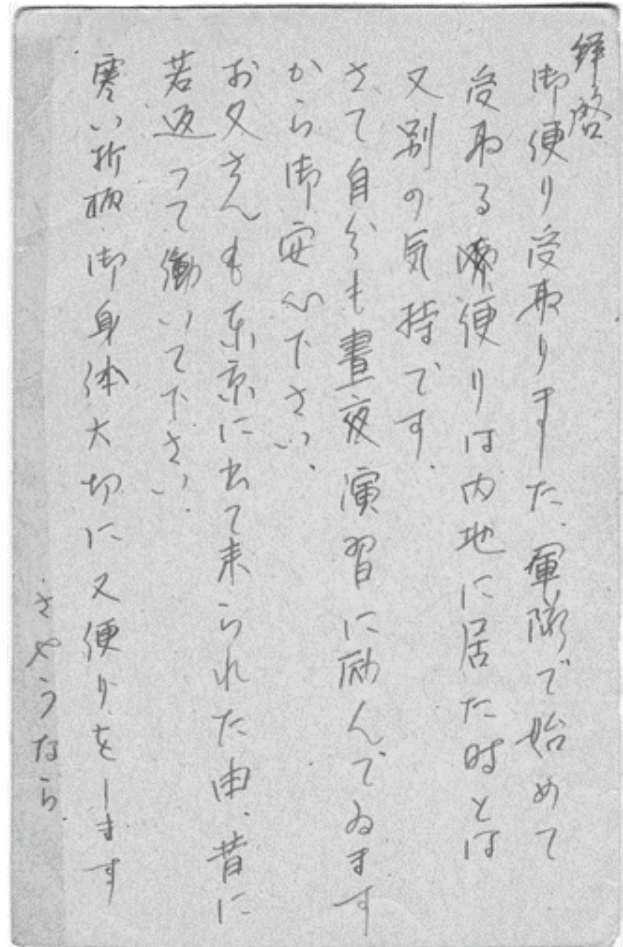 拝啓
御便り受取りました、軍隊で始めて
受取る御便りは内地に居た時とは
又別の気持です.
さて自分も晝夜演習に励んでゐます
から御安心下さい、
お父さんも東京に出て来られた由、昔に
若返って働いて下さい.
寒い折柄御身体大切に又便りをします
さやうなら.